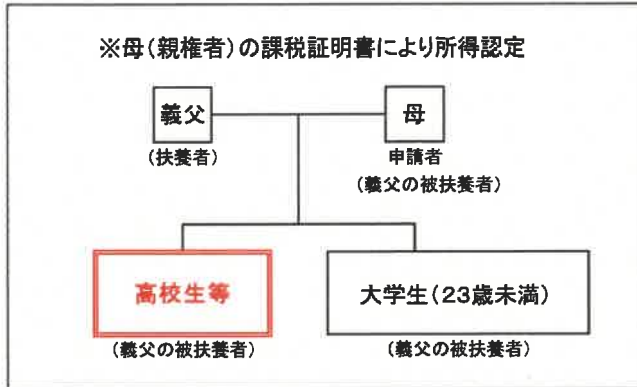 ※母(親権者)の課税証明書により所得認定
義父
母
(扶養者)
申請者
(義父の被扶養者)
高校生等
大学生(23歳未満)
(義父の被扶養者)
(義父の被扶養者)